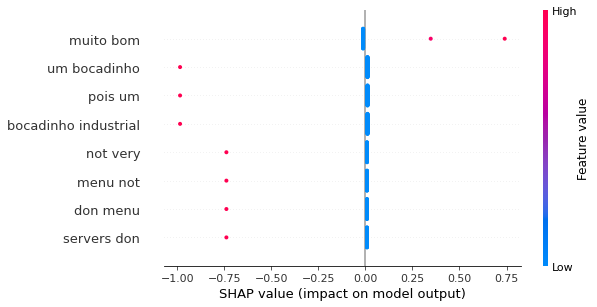 High
muito bom
um bocadinho
pois um
bocadinho industrial
not very
menu not
don menu
servers don
Feature value
Low
−1.00 −0.75 −0.50 −0.25 0.00 0.25 0.50 0.75
SHAP value (impact on model output)